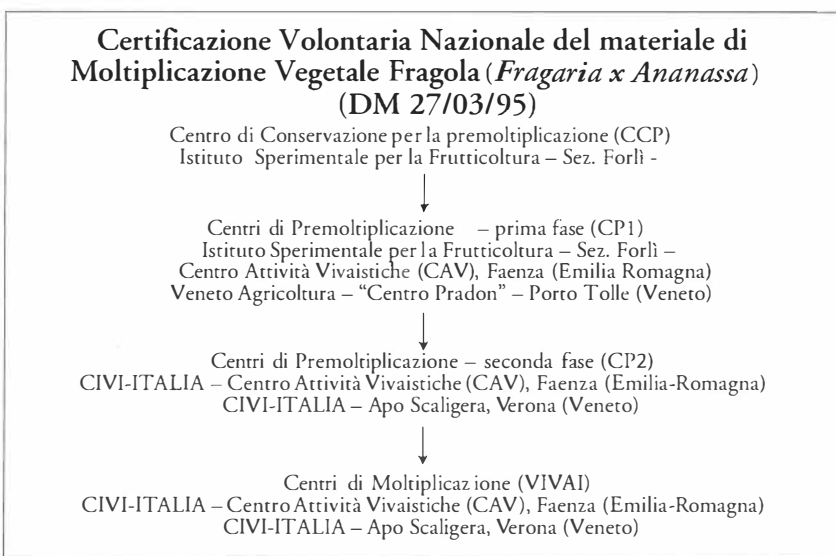 Certificazione Volontaria Nazionale del materiale di
Moltiplicazione Vegetale Fragola (Fragaria x Ananassa)
(DM 27/03/95)
Centro di Conservazione per la premoltiplicazione (CCP)
Istituto Sperimentale per la Frutticoltura – Sez. Forlì -
Centri di Premoltiplicazione – prima fase (CP1)
Istituto Sperimentale per la Frutticoltura – Sez. Forlì –
Centro Attività Vivaistiche (CAV), Faenza (Emilia Romagna)
Veneto Agricoltura – “Centro Pradon” – Porto Tolle (Veneto)
Centri di Premoltiplicazione – seconda fase (CP2)
CIVI-ITALIA – Centro Attività Vivaistiche (CAV), Faenza (Emilia-Romagna)
CIVI-ITALIA – Apo Scaligera, Verona (Veneto)
Centri di Moltiplicazione (VIVAI)
CIVI-ITALIA – Centro Attività Vivaistiche (CAV), Faenza (Emilia-Romagna)
CIVI-ITALIA – Apo Scaligera, Verona (Veneto)